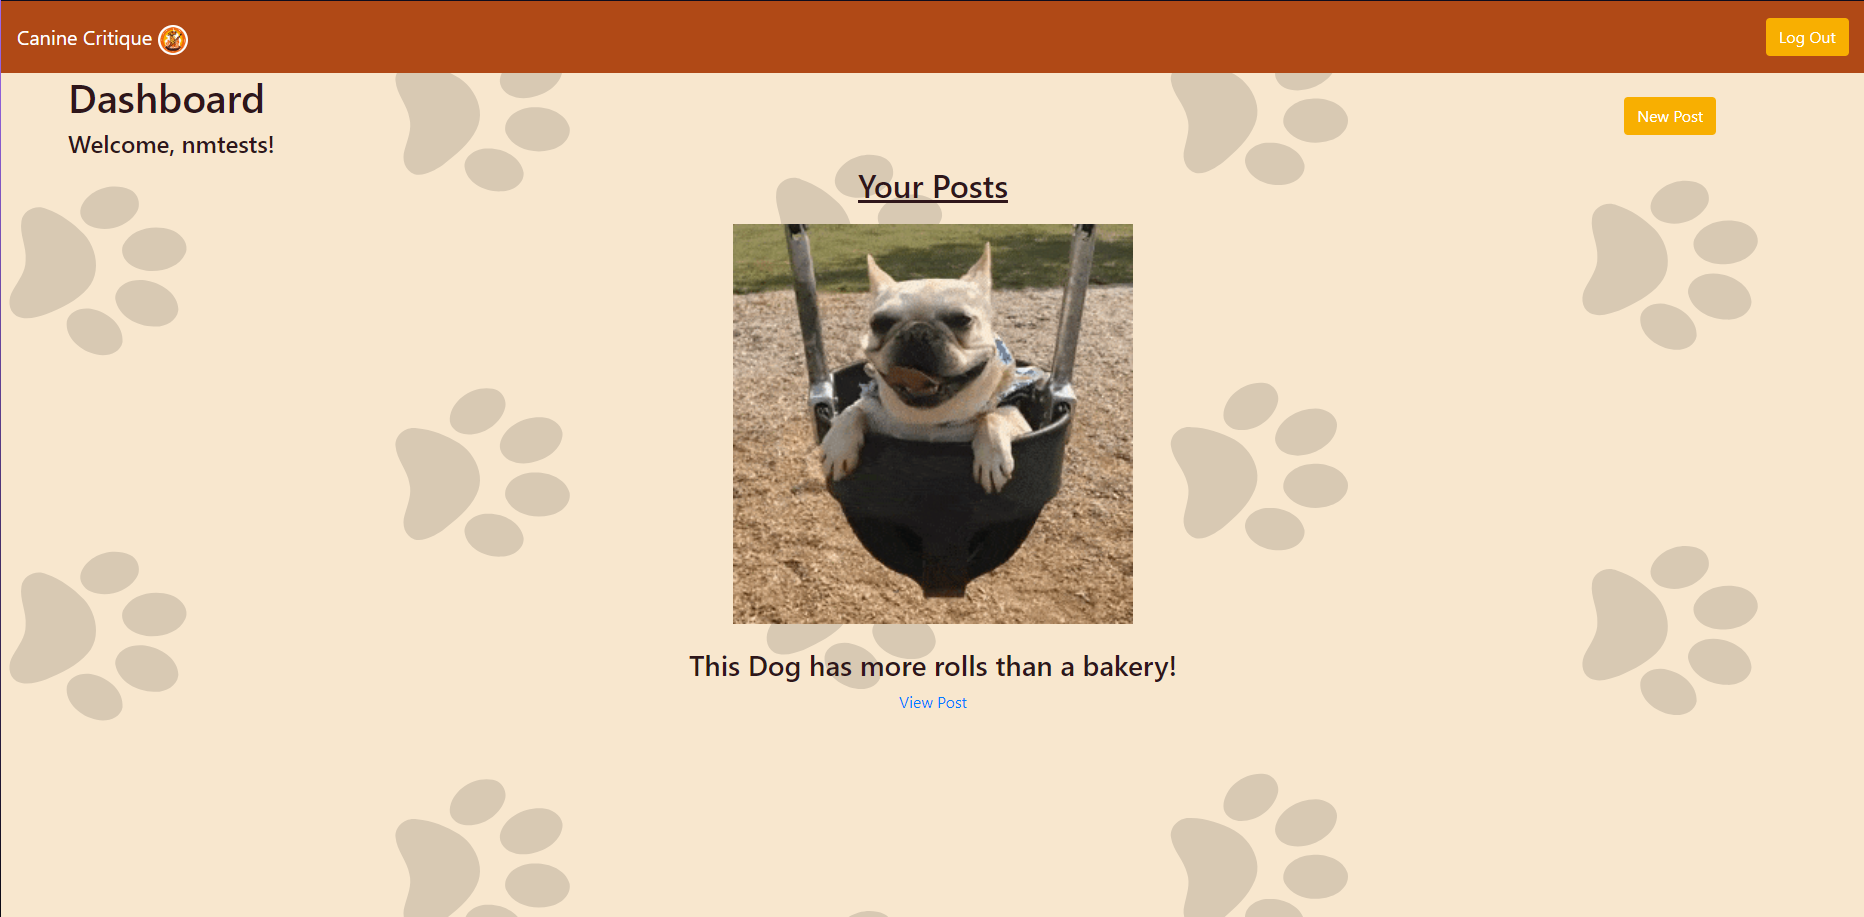 Canine Critique
Log Out
Dashboard
New Post
Welcome, nmtests!
Your Posts
This Dog has more rolls than a bakery!
View Post